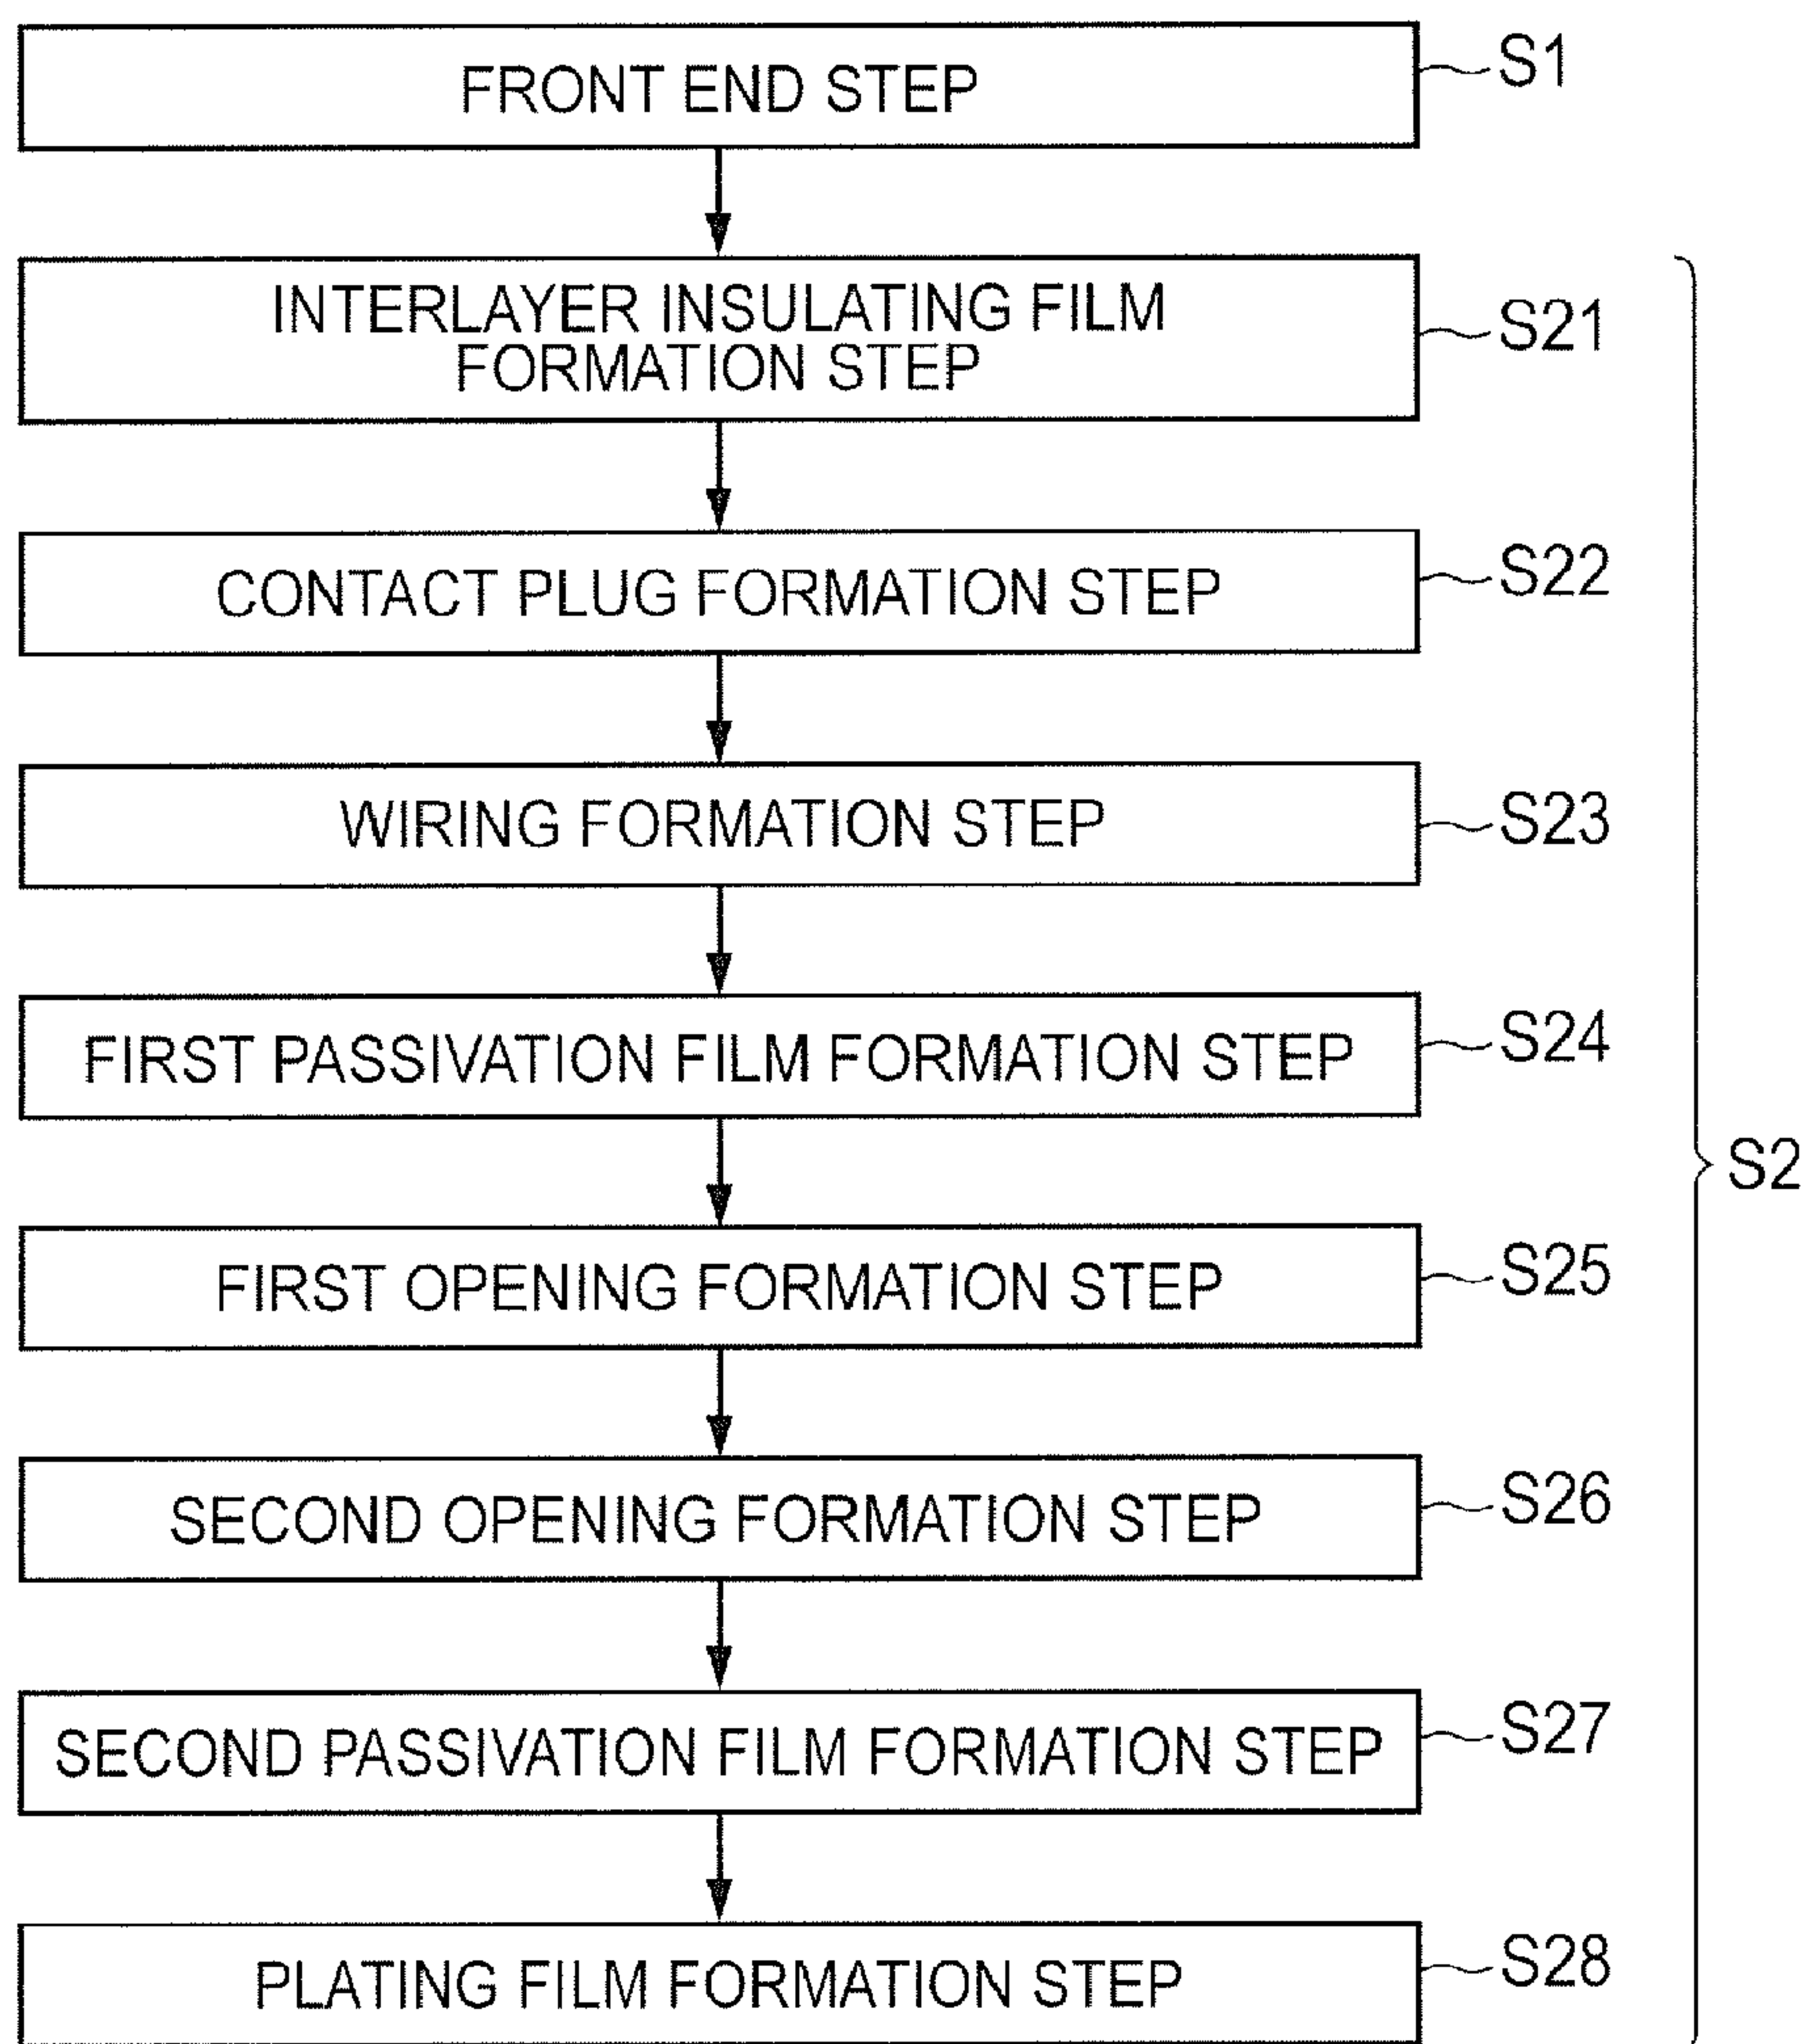 FRONT END STEP
S1
INTERLAYER INSULATING FILM
FORMATION STEP
S21
CONTACT PLUG FORMATION STEP
S22
WIRING FORMATION STEP
S23
FIRST PASSIVATION FILM FORMATION STEP
S24
S2
FIRST OPENING FORMATION STEP
S25
SECOND OPENING FORMATION STEP
S26
SECOND PASSIVATION FILM FORMATION STEP
S27
PLATING FILM FORMATION STEP
S28